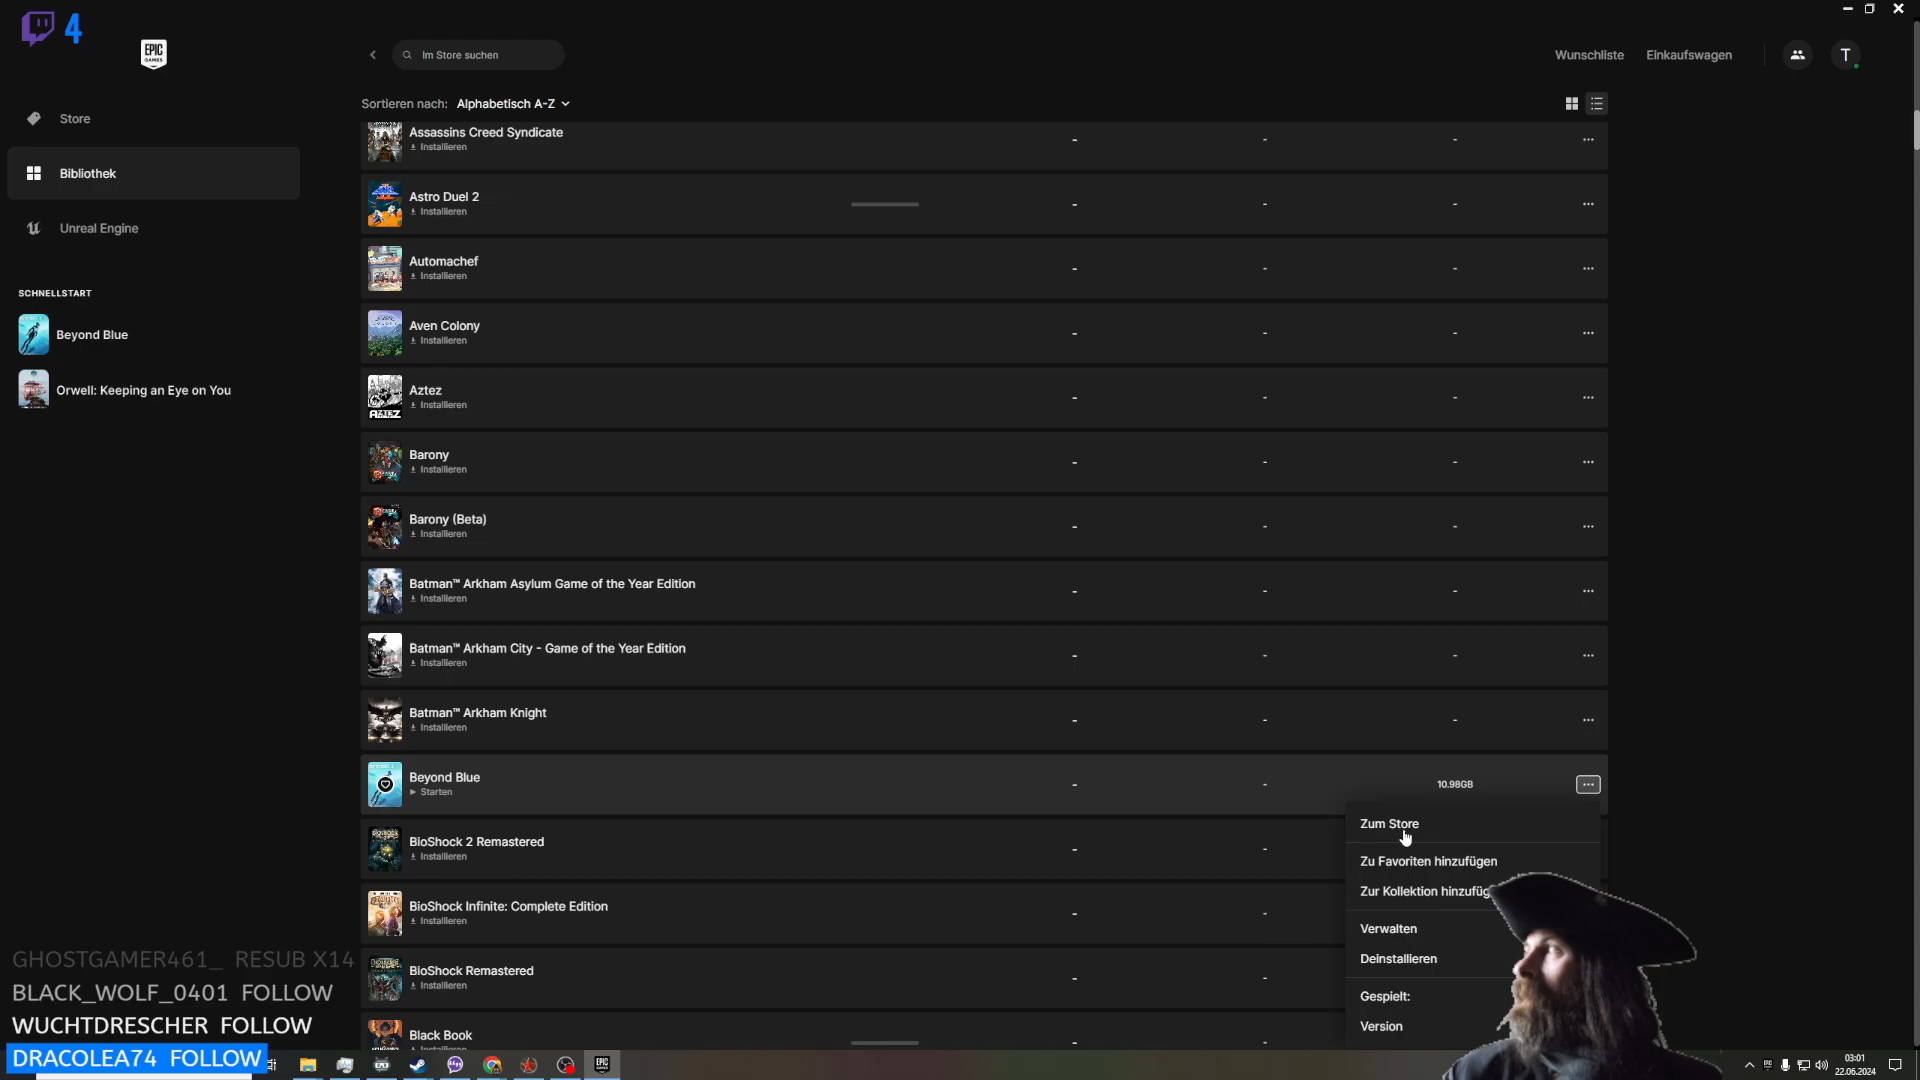 4
EPIC
GAMES
Im Store suchen
Wunschliste
Einkaufswagen
T
Sortieren nach: Alphabetisch A-Z
Store
Bibliothek
Unreal Engine
SCHNELLSTART
Beyond Blue
Orwell: Keeping an Eye on You
Assassins Creed Syndicate
Installieren
- - -
Astro Duel 2
Installieren
- - -
Automachef
Installieren
- - -
Aven Colony
Installieren
- - -
Aztez
Installieren
- - -
Barony
Installieren
- - -
Barony (Beta)
Installieren
- - -
Batman™ Arkham Asylum Game of the Year Edition
Installieren
- - -
Batman™ Arkham City - Game of the Year Edition
Installieren
- - -
Batman™ Arkham Knight
Installieren
- - -
Beyond Blue
Starten
- - 10.98GB
BioShock 2 Remastered
Installieren
- -
BioShock Infinite: Complete Edition
Installieren
- -
BioShock Remastered
Installieren
- -
Black Book
- -
Zum Store
Zu Favoriten hinzufügen
Zur Kollektion hinzufüg
Verwalten
Deinstallieren
Gespielt:
Version
GHOSTGAMER461_ RESUB X14
BLACK_WOLF_0401 FOLLOW
WUCHTDRESCHER FOLLOW
DRACOLEA74 FOLLOW
03:01
22.06.2024